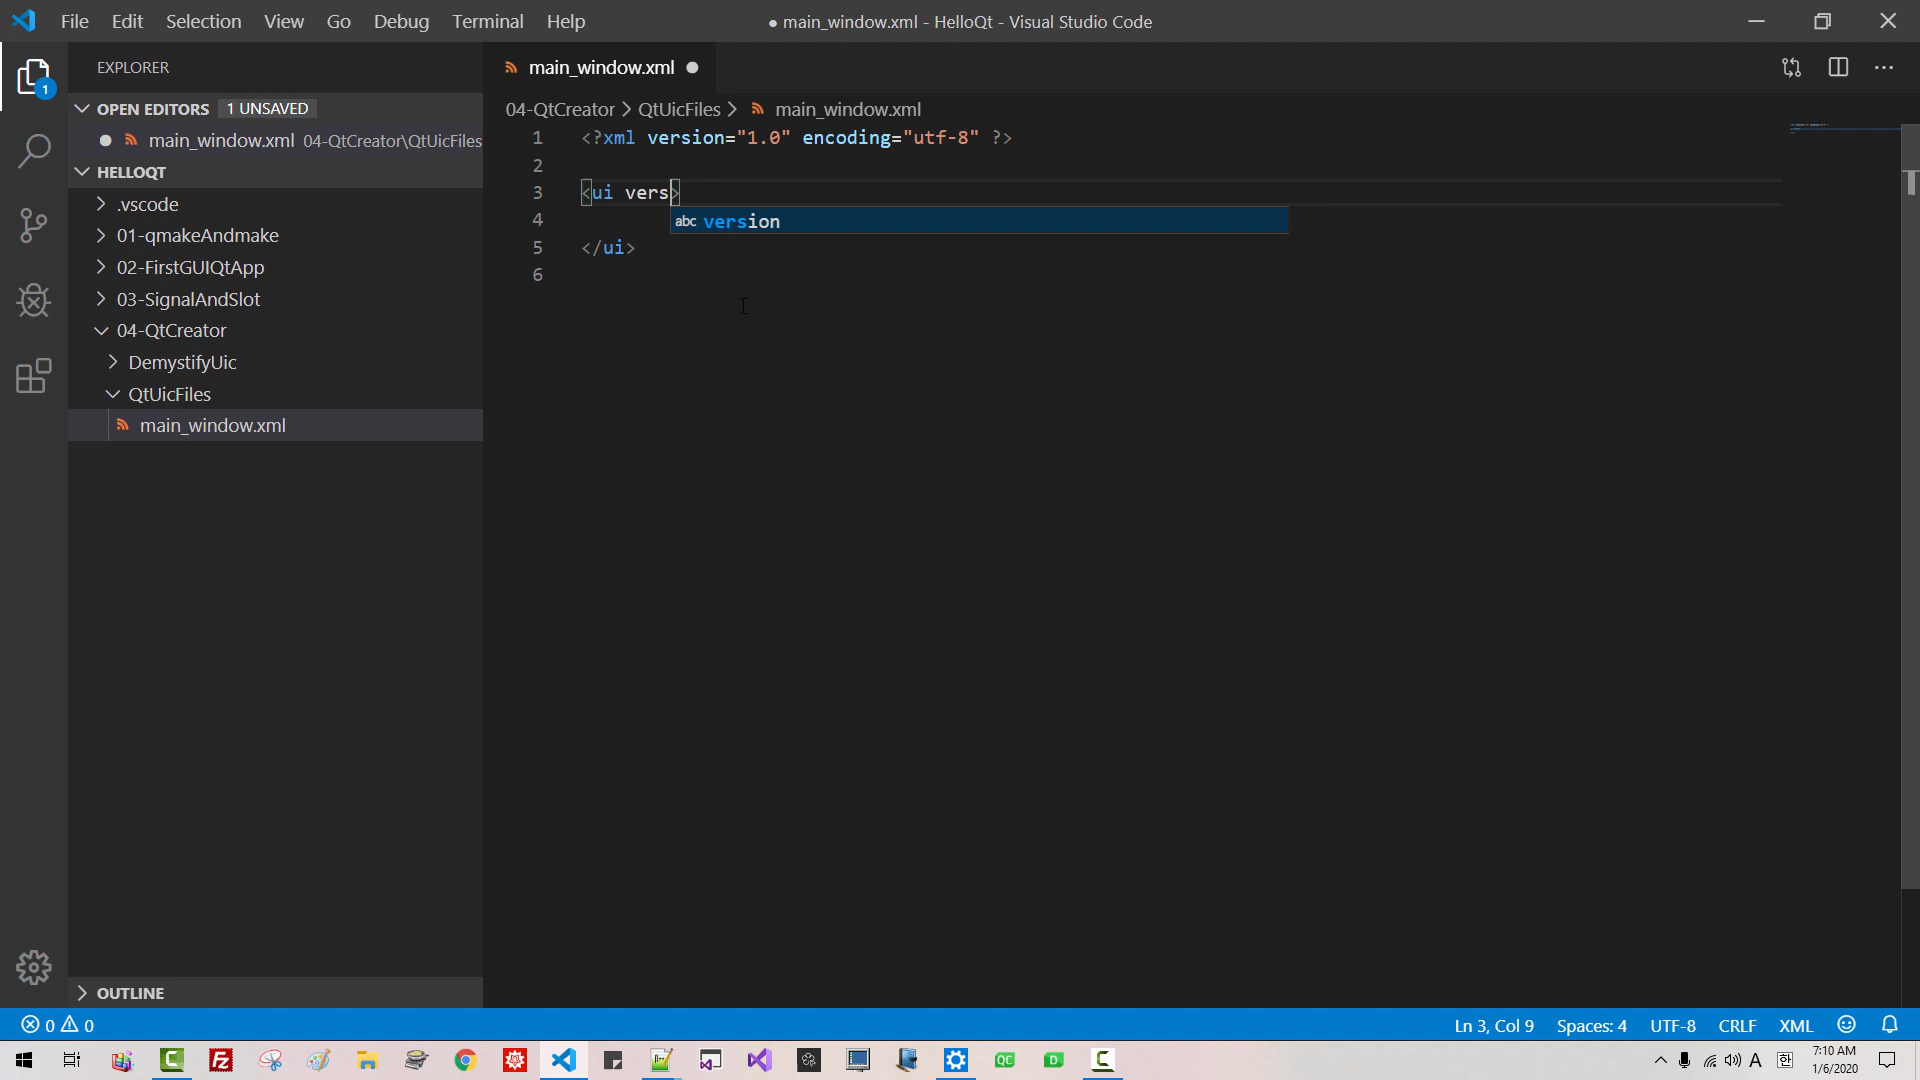 File Edit Selection View Go Debug Terminal Help
● main_window.xml - HelloQt - Visual Studio Code
EXPLORER
main_window.xml
1
OPEN EDITORS 1 UNSAVED
04-QtCreator > QtUicFiles > main_window.xml
main_window.xml 04-QtCreator\QtUicFiles
1 <?xml version="1.0" encoding="utf-8" ?>
HELLOQT
2
.vscode
3 <ui vers>
01-qmakeAndmake
4 abc version
02-FirstGUIQtApp
5 </ui>
03-SignalAndSlot
6
04-QtCreator
DemystifyUic
QtUicFiles
main_window.xml
OUTLINE
0 0
Ln 3, Col 9 Spaces: 4 UTF-8 CRLF XML
A 한 7:10 AM
1/6/2020